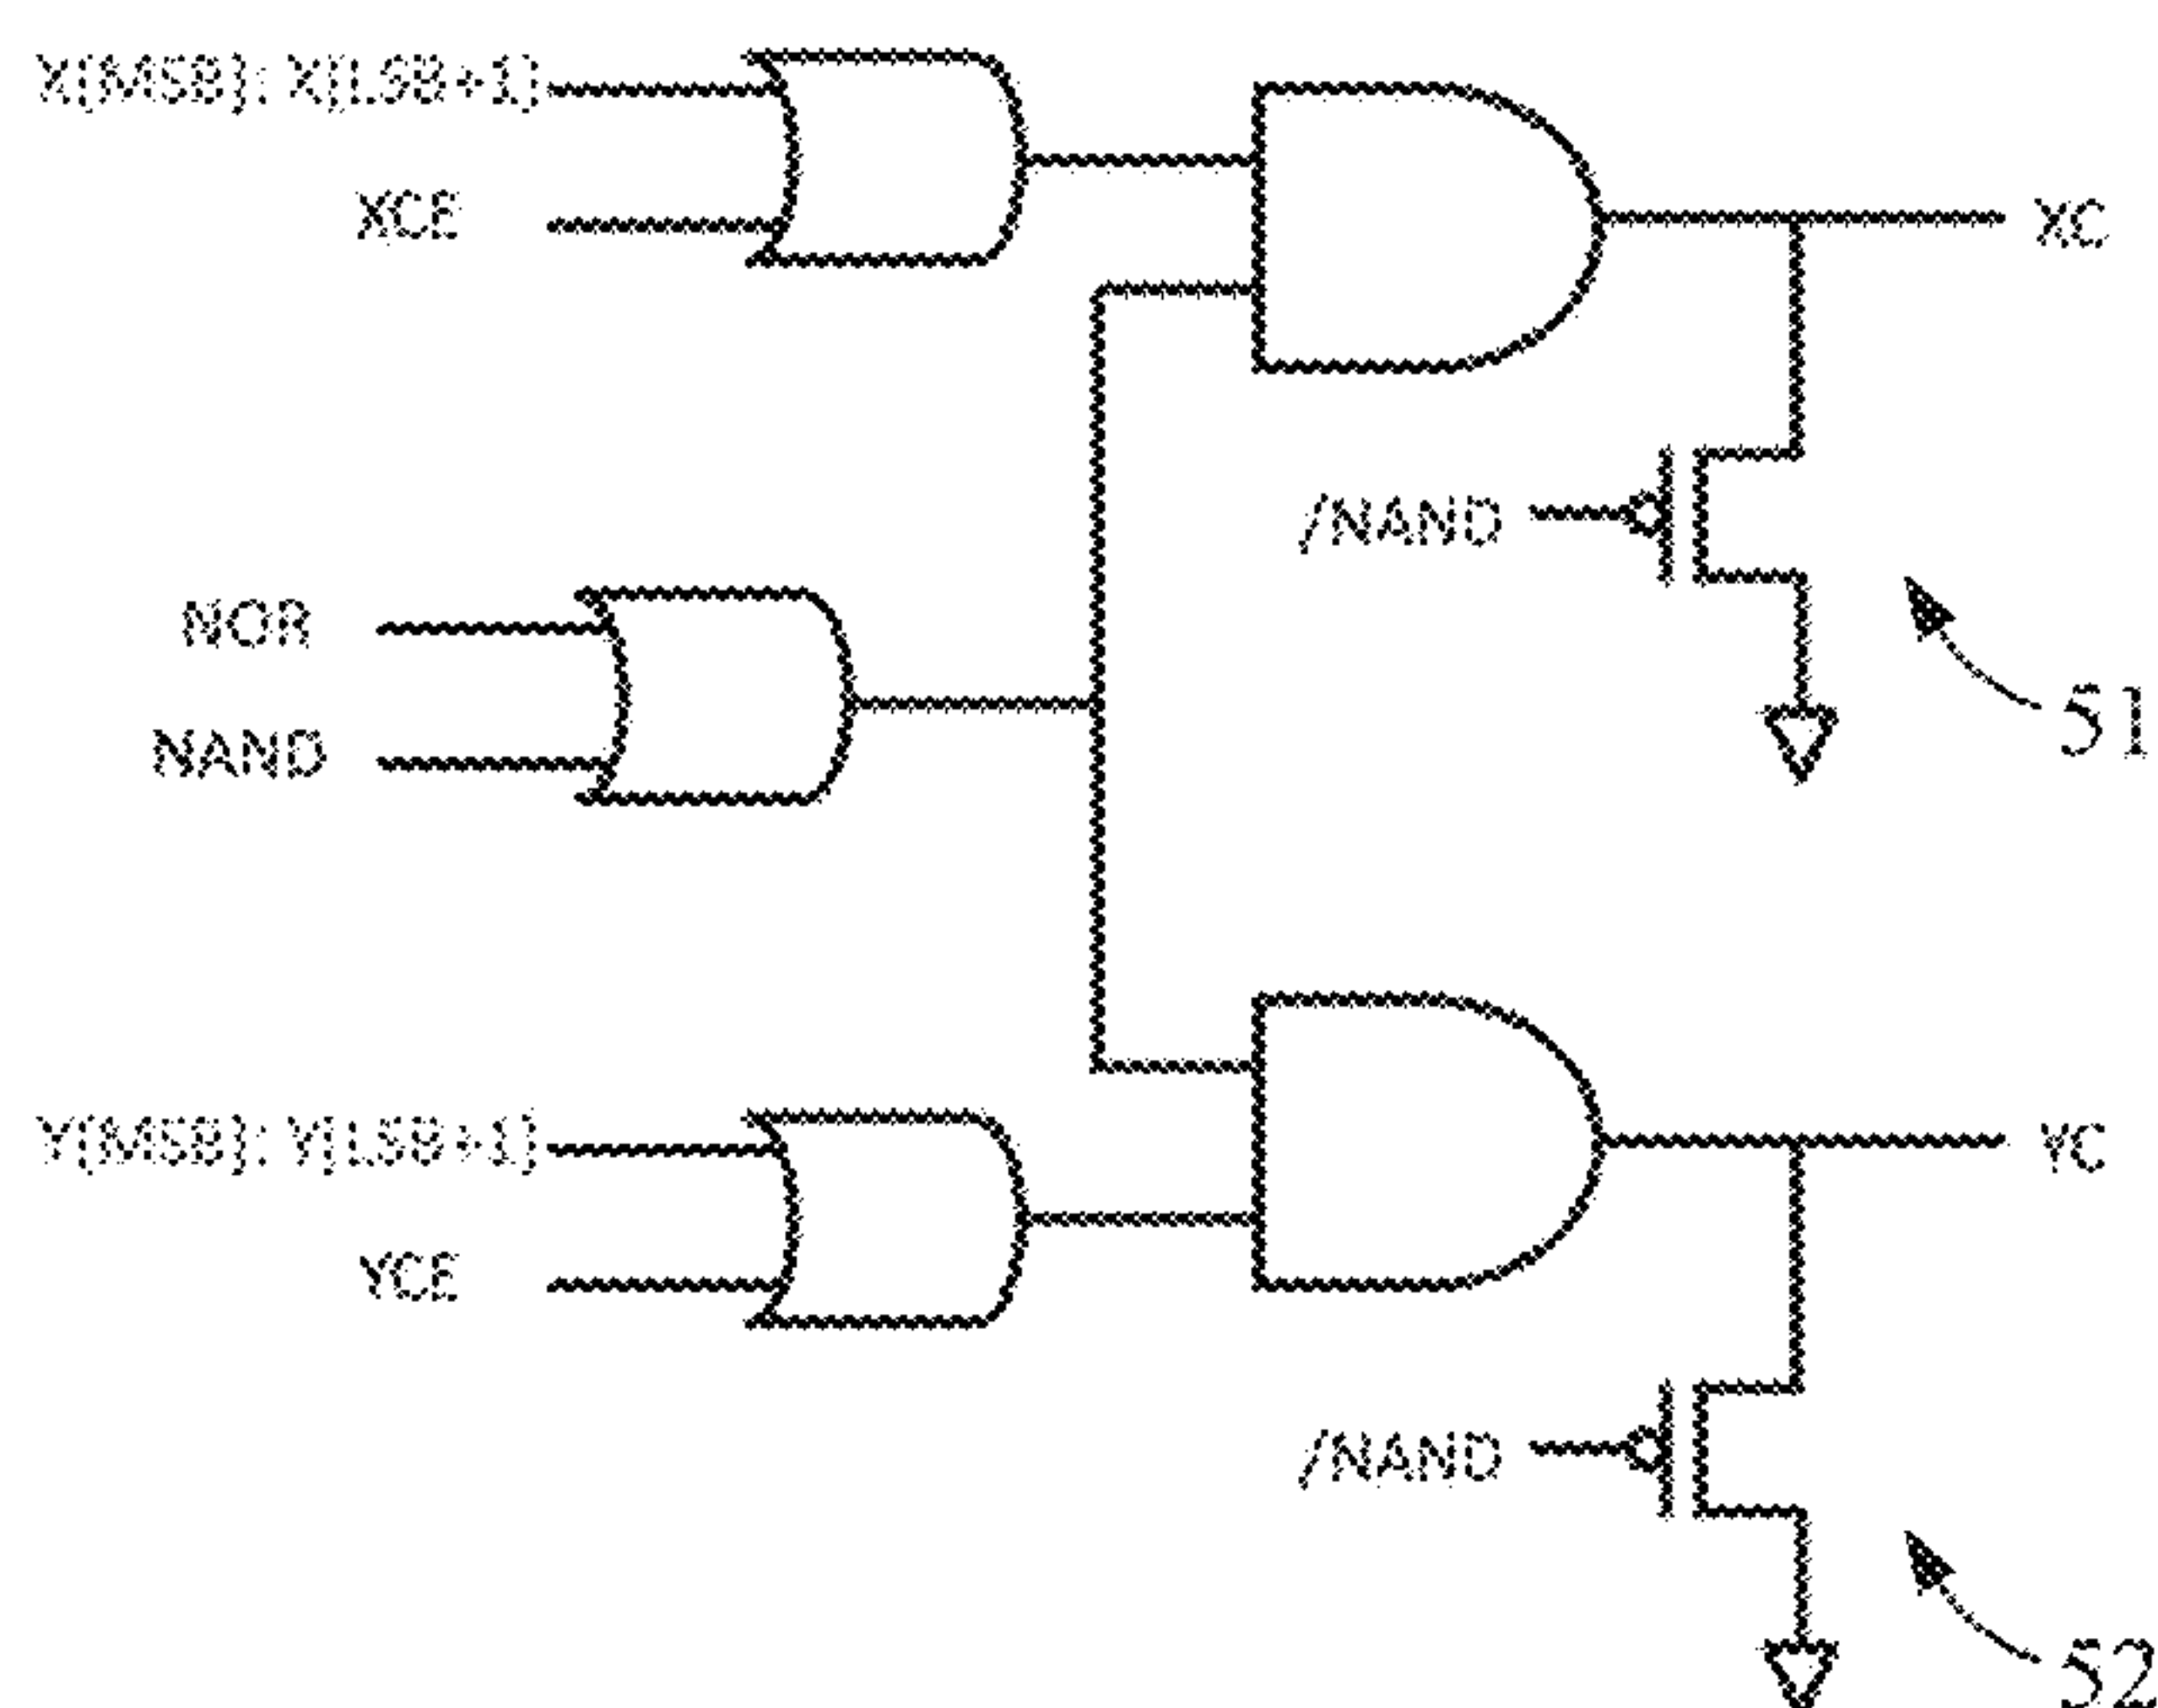 X[MSB]: X[LSB+1]
XCE
XC
/NAND
51
NOR
NAND
Y[MSB]: Y[LSB+1]
YCE
YC
/NAND
52